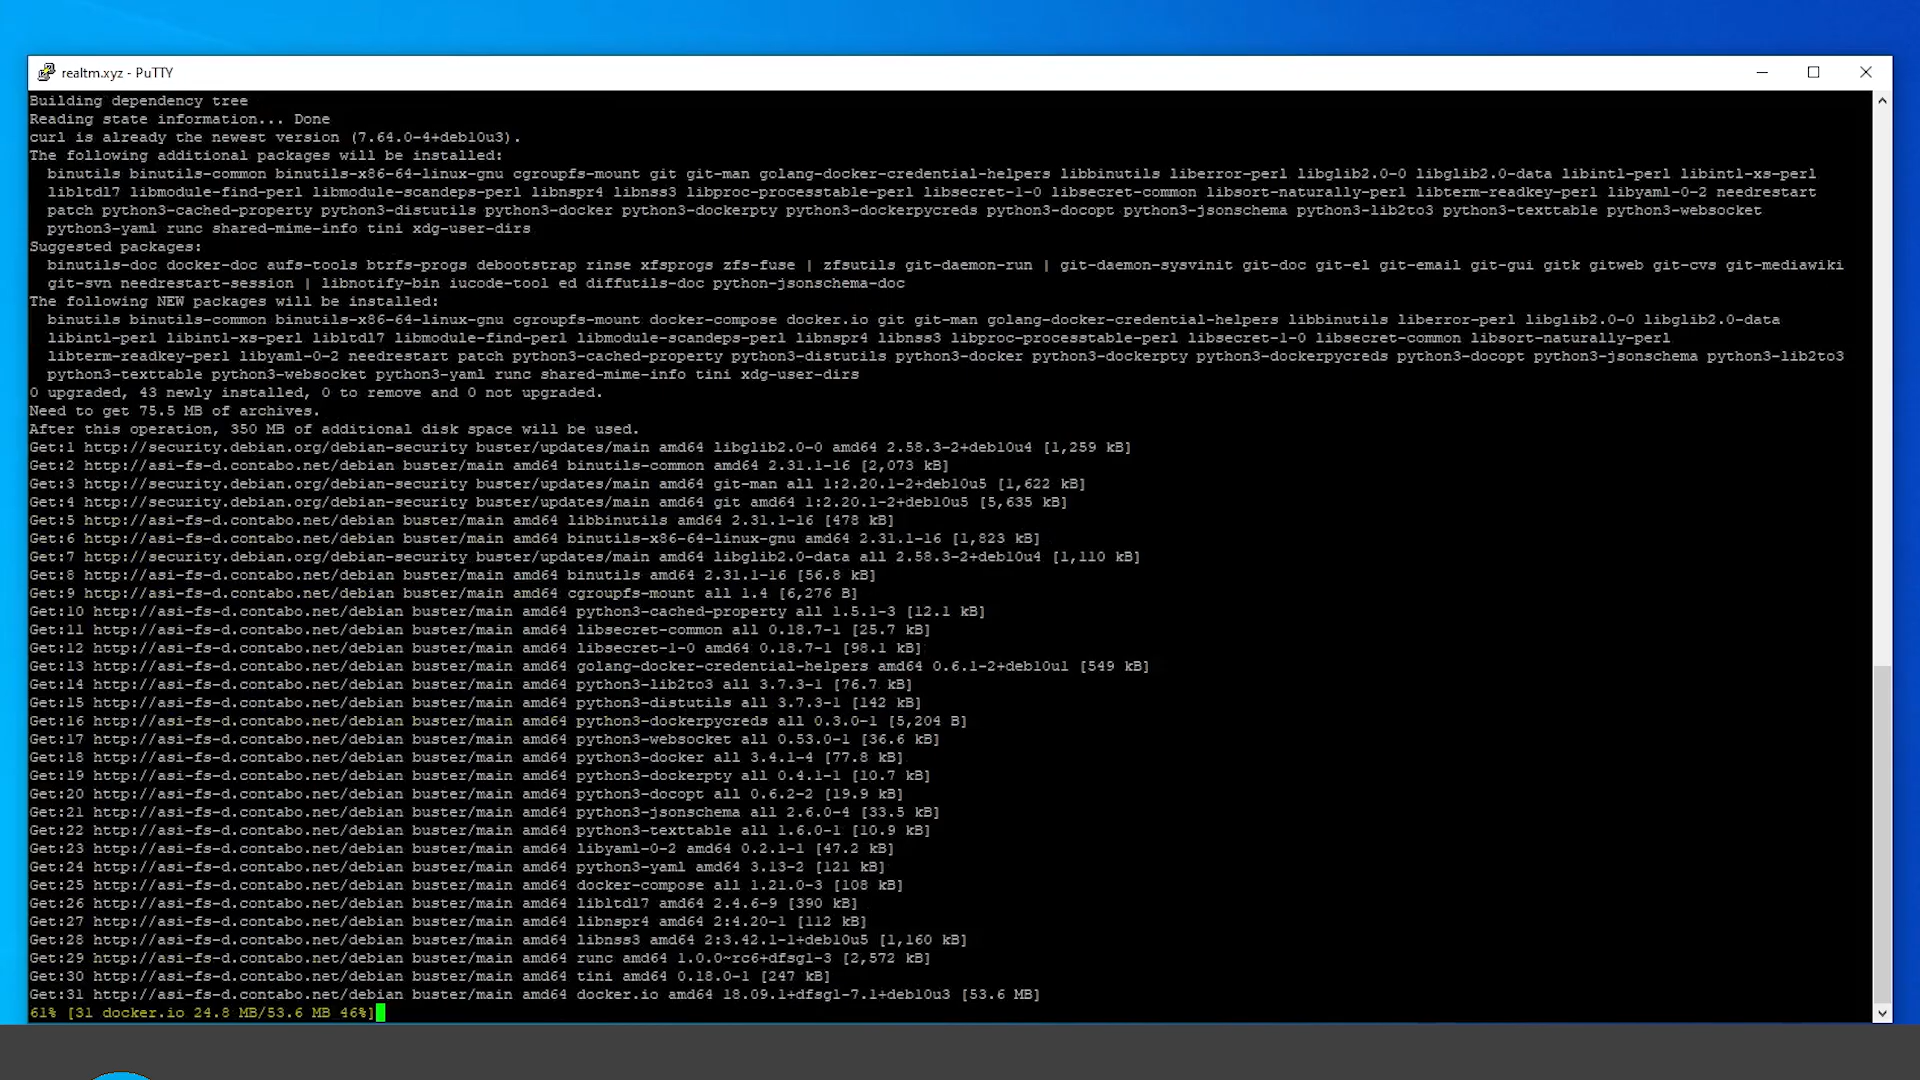 realtm.xyz - PuTTY
Building dependency tree
Reading state information... Done
curl is already the newest version (7.64.0-4+deb10u3).
The following additional packages will be installed:
  binutils binutils-common binutils-x86-64-linux-gnu cgroupfs-mount git git-man golang-docker-credential-helpers libbinutils liberror-perl libglib2.0-0 libglib2.0-data libintl-perl libintl-xs-perl
  libltdl7 libmodule-find-perl libmodule-scandeps-perl libnspr4 libnss3 libproc-processtable-perl libsecret-1-0 libsecret-common libsort-naturally-perl libterm-readkey-perl libyaml-0-2 needrestart
  patch python3-cached-property python3-distutils python3-docker python3-dockerpty python3-dockerpycreds python3-docopt python3-jsonschema python3-lib2to3 python3-texttable python3-websocket
  python3-yaml runc shared-mime-info tini xdg-user-dirs
Suggested packages:
  binutils-doc docker-doc aufs-tools btrfs-progs debootstrap rinse xfsprogs zfs-fuse | zfsutils git-daemon-run | git-daemon-sysvinit git-doc git-el git-email git-gui gitk gitweb git-cvs git-mediawiki
  git-svn needrestart-session | libnotify-bin iucode-tool ed diffutils-doc python-jsonschema-doc
The following NEW packages will be installed:
  binutils binutils-common binutils-x86-64-linux-gnu cgroupfs-mount docker-compose docker.io git git-man golang-docker-credential-helpers libbinutils liberror-perl libglib2.0-0 libglib2.0-data
  libintl-perl libintl-xs-perl libltdl7 libmodule-find-perl libmodule-scandeps-perl libnspr4 libnss3 libproc-processtable-perl libsecret-1-0 libsecret-common libsort-naturally-perl
  libterm-readkey-perl libyaml-0-2 needrestart patch python3-cached-property python3-distutils python3-docker python3-dockerpty python3-dockerpycreds python3-docopt python3-jsonschema python3-lib2to3
  python3-texttable python3-websocket python3-yaml runc shared-mime-info tini xdg-user-dirs
0 upgraded, 43 newly installed, 0 to remove and 0 not upgraded.
Need to get 75.5 MB of archives.
After this operation, 350 MB of additional disk space will be used.
Get:1 http://security.debian.org/debian-security buster/updates/main amd64 libglib2.0-0 amd64 2.58.3-2+deb10u4 [1,259 kB]
Get:2 http://asi-fs-d.contabo.net/debian buster/main amd64 binutils-common amd64 2.31.1-16 [2,073 kB]
Get:3 http://security.debian.org/debian-security buster/updates/main amd64 git-man all 1:2.20.1-2+deb10u5 [1,622 kB]
Get:4 http://security.debian.org/debian-security buster/updates/main amd64 git amd64 1:2.20.1-2+deb10u5 [5,635 kB]
Get:5 http://asi-fs-d.contabo.net/debian buster/main amd64 libbinutils amd64 2.31.1-16 [478 kB]
Get:6 http://asi-fs-d.contabo.net/debian buster/main amd64 binutils-x86-64-linux-gnu amd64 2.31.1-16 [1,823 kB]
Get:7 http://security.debian.org/debian-security buster/updates/main amd64 libglib2.0-data all 2.58.3-2+deb10u4 [1,110 kB]
Get:8 http://asi-fs-d.contabo.net/debian buster/main amd64 binutils amd64 2.31.1-16 [56.8 kB]
Get:9 http://asi-fs-d.contabo.net/debian buster/main amd64 cgroupfs-mount all 1.4 [6,276 B]
Get:10 http://asi-fs-d.contabo.net/debian buster/main amd64 python3-cached-property all 1.5.1-3 [12.1 kB]
Get:11 http://asi-fs-d.contabo.net/debian buster/main amd64 libsecret-common all 0.18.7-1 [25.7 kB]
Get:12 http://asi-fs-d.contabo.net/debian buster/main amd64 libsecret-1-0 amd64 0.18.7-1 [98.1 kB]
Get:13 http://asi-fs-d.contabo.net/debian buster/main amd64 golang-docker-credential-helpers amd64 0.6.1-2+deb10u1 [549 kB]
Get:14 http://asi-fs-d.contabo.net/debian buster/main amd64 python3-lib2to3 all 3.7.3-1 [76.7 kB]
Get:15 http://asi-fs-d.contabo.net/debian buster/main amd64 python3-distutils all 3.7.3-1 [142 kB]
Get:16 http://asi-fs-d.contabo.net/debian buster/main amd64 python3-dockerpycreds all 0.3.0-1 [5,204 B]
Get:17 http://asi-fs-d.contabo.net/debian buster/main amd64 python3-websocket all 0.53.0-1 [36.6 kB]
Get:18 http://asi-fs-d.contabo.net/debian buster/main amd64 python3-docker all 3.4.1-4 [77.8 kB]
Get:19 http://asi-fs-d.contabo.net/debian buster/main amd64 python3-dockerpty all 0.4.1-1 [10.7 kB]
Get:20 http://asi-fs-d.contabo.net/debian buster/main amd64 python3-docopt all 0.6.2-2 [19.9 kB]
Get:21 http://asi-fs-d.contabo.net/debian buster/main amd64 python3-jsonschema all 2.6.0-4 [33.5 kB]
Get:22 http://asi-fs-d.contabo.net/debian buster/main amd64 python3-texttable all 1.6.0-1 [10.9 kB]
Get:23 http://asi-fs-d.contabo.net/debian buster/main amd64 libyaml-0-2 amd64 0.2.1-1 [47.2 kB]
Get:24 http://asi-fs-d.contabo.net/debian buster/main amd64 python3-yaml amd64 3.13-2 [121 kB]
Get:25 http://asi-fs-d.contabo.net/debian buster/main amd64 docker-compose all 1.21.0-3 [108 kB]
Get:26 http://asi-fs-d.contabo.net/debian buster/main amd64 libltdl7 amd64 2.4.6-9 [390 kB]
Get:27 http://asi-fs-d.contabo.net/debian buster/main amd64 libnspr4 amd64 2:4.20-1 [112 kB]
Get:28 http://asi-fs-d.contabo.net/debian buster/main amd64 libnss3 amd64 2:3.42.1-1+deb10u5 [1,160 kB]
Get:29 http://asi-fs-d.contabo.net/debian buster/main amd64 runc amd64 1.0.0~rc6+dfsg1-3 [2,572 kB]
Get:30 http://asi-fs-d.contabo.net/debian buster/main amd64 tini amd64 0.18.0-1 [247 kB]
Get:31 http://asi-fs-d.contabo.net/debian buster/main amd64 docker.io amd64 18.09.1+dfsg1-7.1+deb10u3 [53.6 MB]
61% [31 docker.io 24.8 MB/53.6 MB 46%]